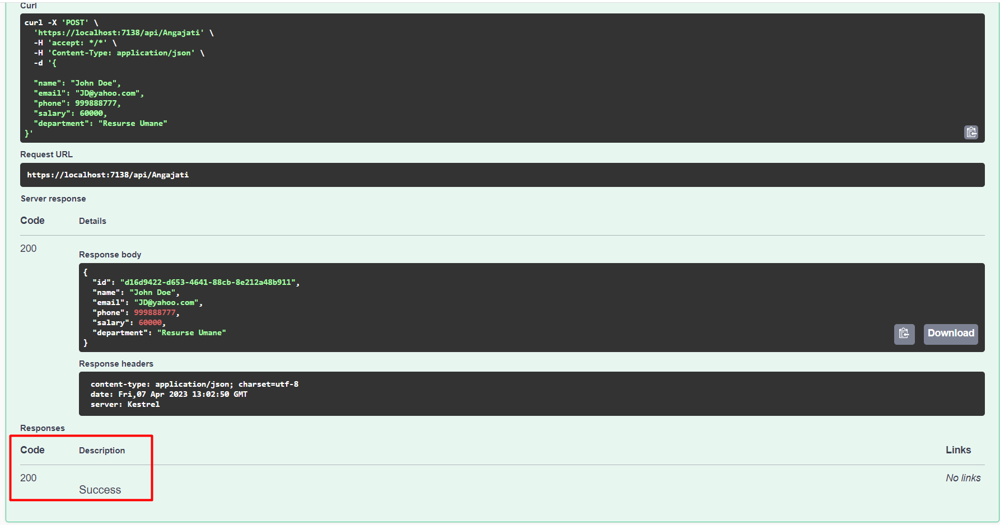 Curl
curl -X 'POST' \
  'https://localhost:7138/api/Angajati' \
  -H 'accept: */*' \
  -H 'Content-Type: application/json' \
  -d '{
  "name": "John Doe",
  "email": "JD@yahoo.com",
  "phone": 999888777,
  "salary": 60000,
  "department": "Resurse Umane"
}'
Request URL
https://localhost:7138/api/Angajati
Server response
Code Details
200
Response body
{
  "id": "d16d9422-d653-4641-88cb-8e212a48b911",
  "name": "John Doe",
  "email": "JD@yahoo.com",
  "phone": 999888777,
  "salary": 60000,
  "department": "Resurse Umane"
}
Download
Response headers
content-type: application/json; charset=utf-8
date: Fri,07 Apr 2023 13:02:50 GMT
server: Kestrel
Responses
Code Description Links
200 No links
Success